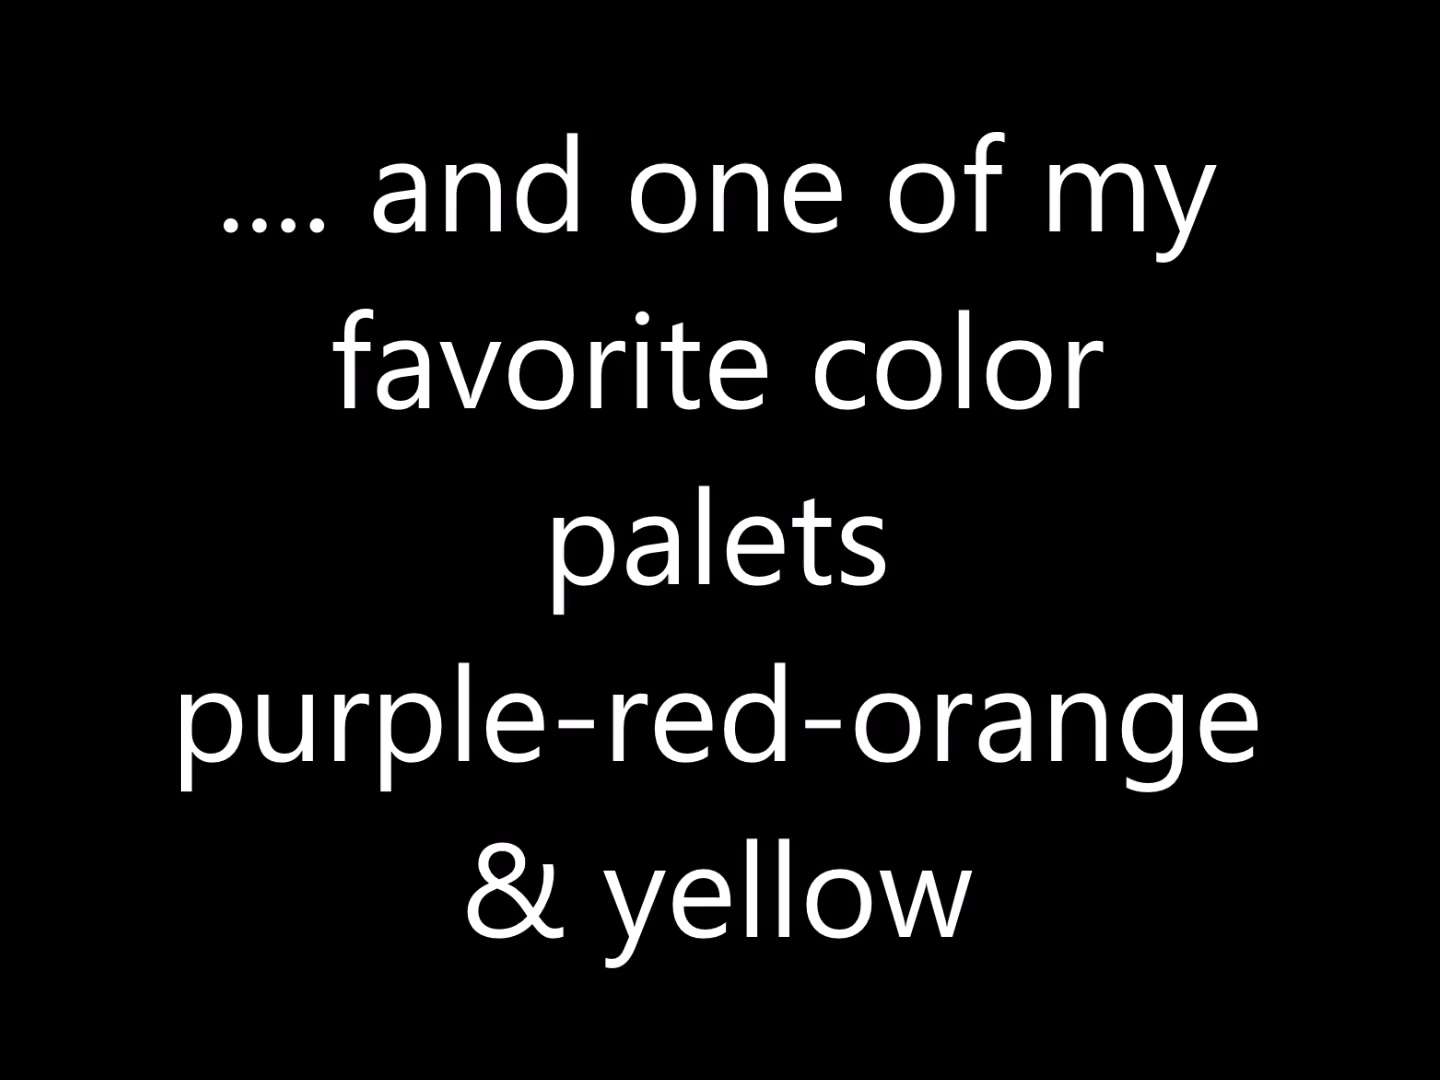 .... and one of my
favorite color
palets
purple-red-orange
& yellow